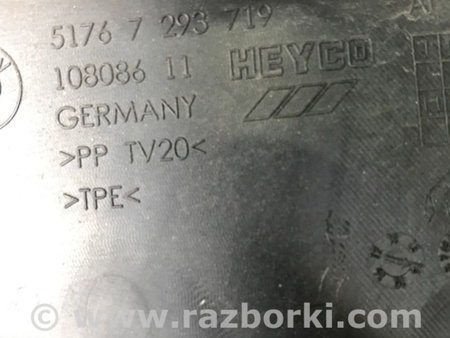 5176 7 293 719
108086 11 HEYCO
GERMANY
>PP TV20<
>TPE<
www.razborki.com